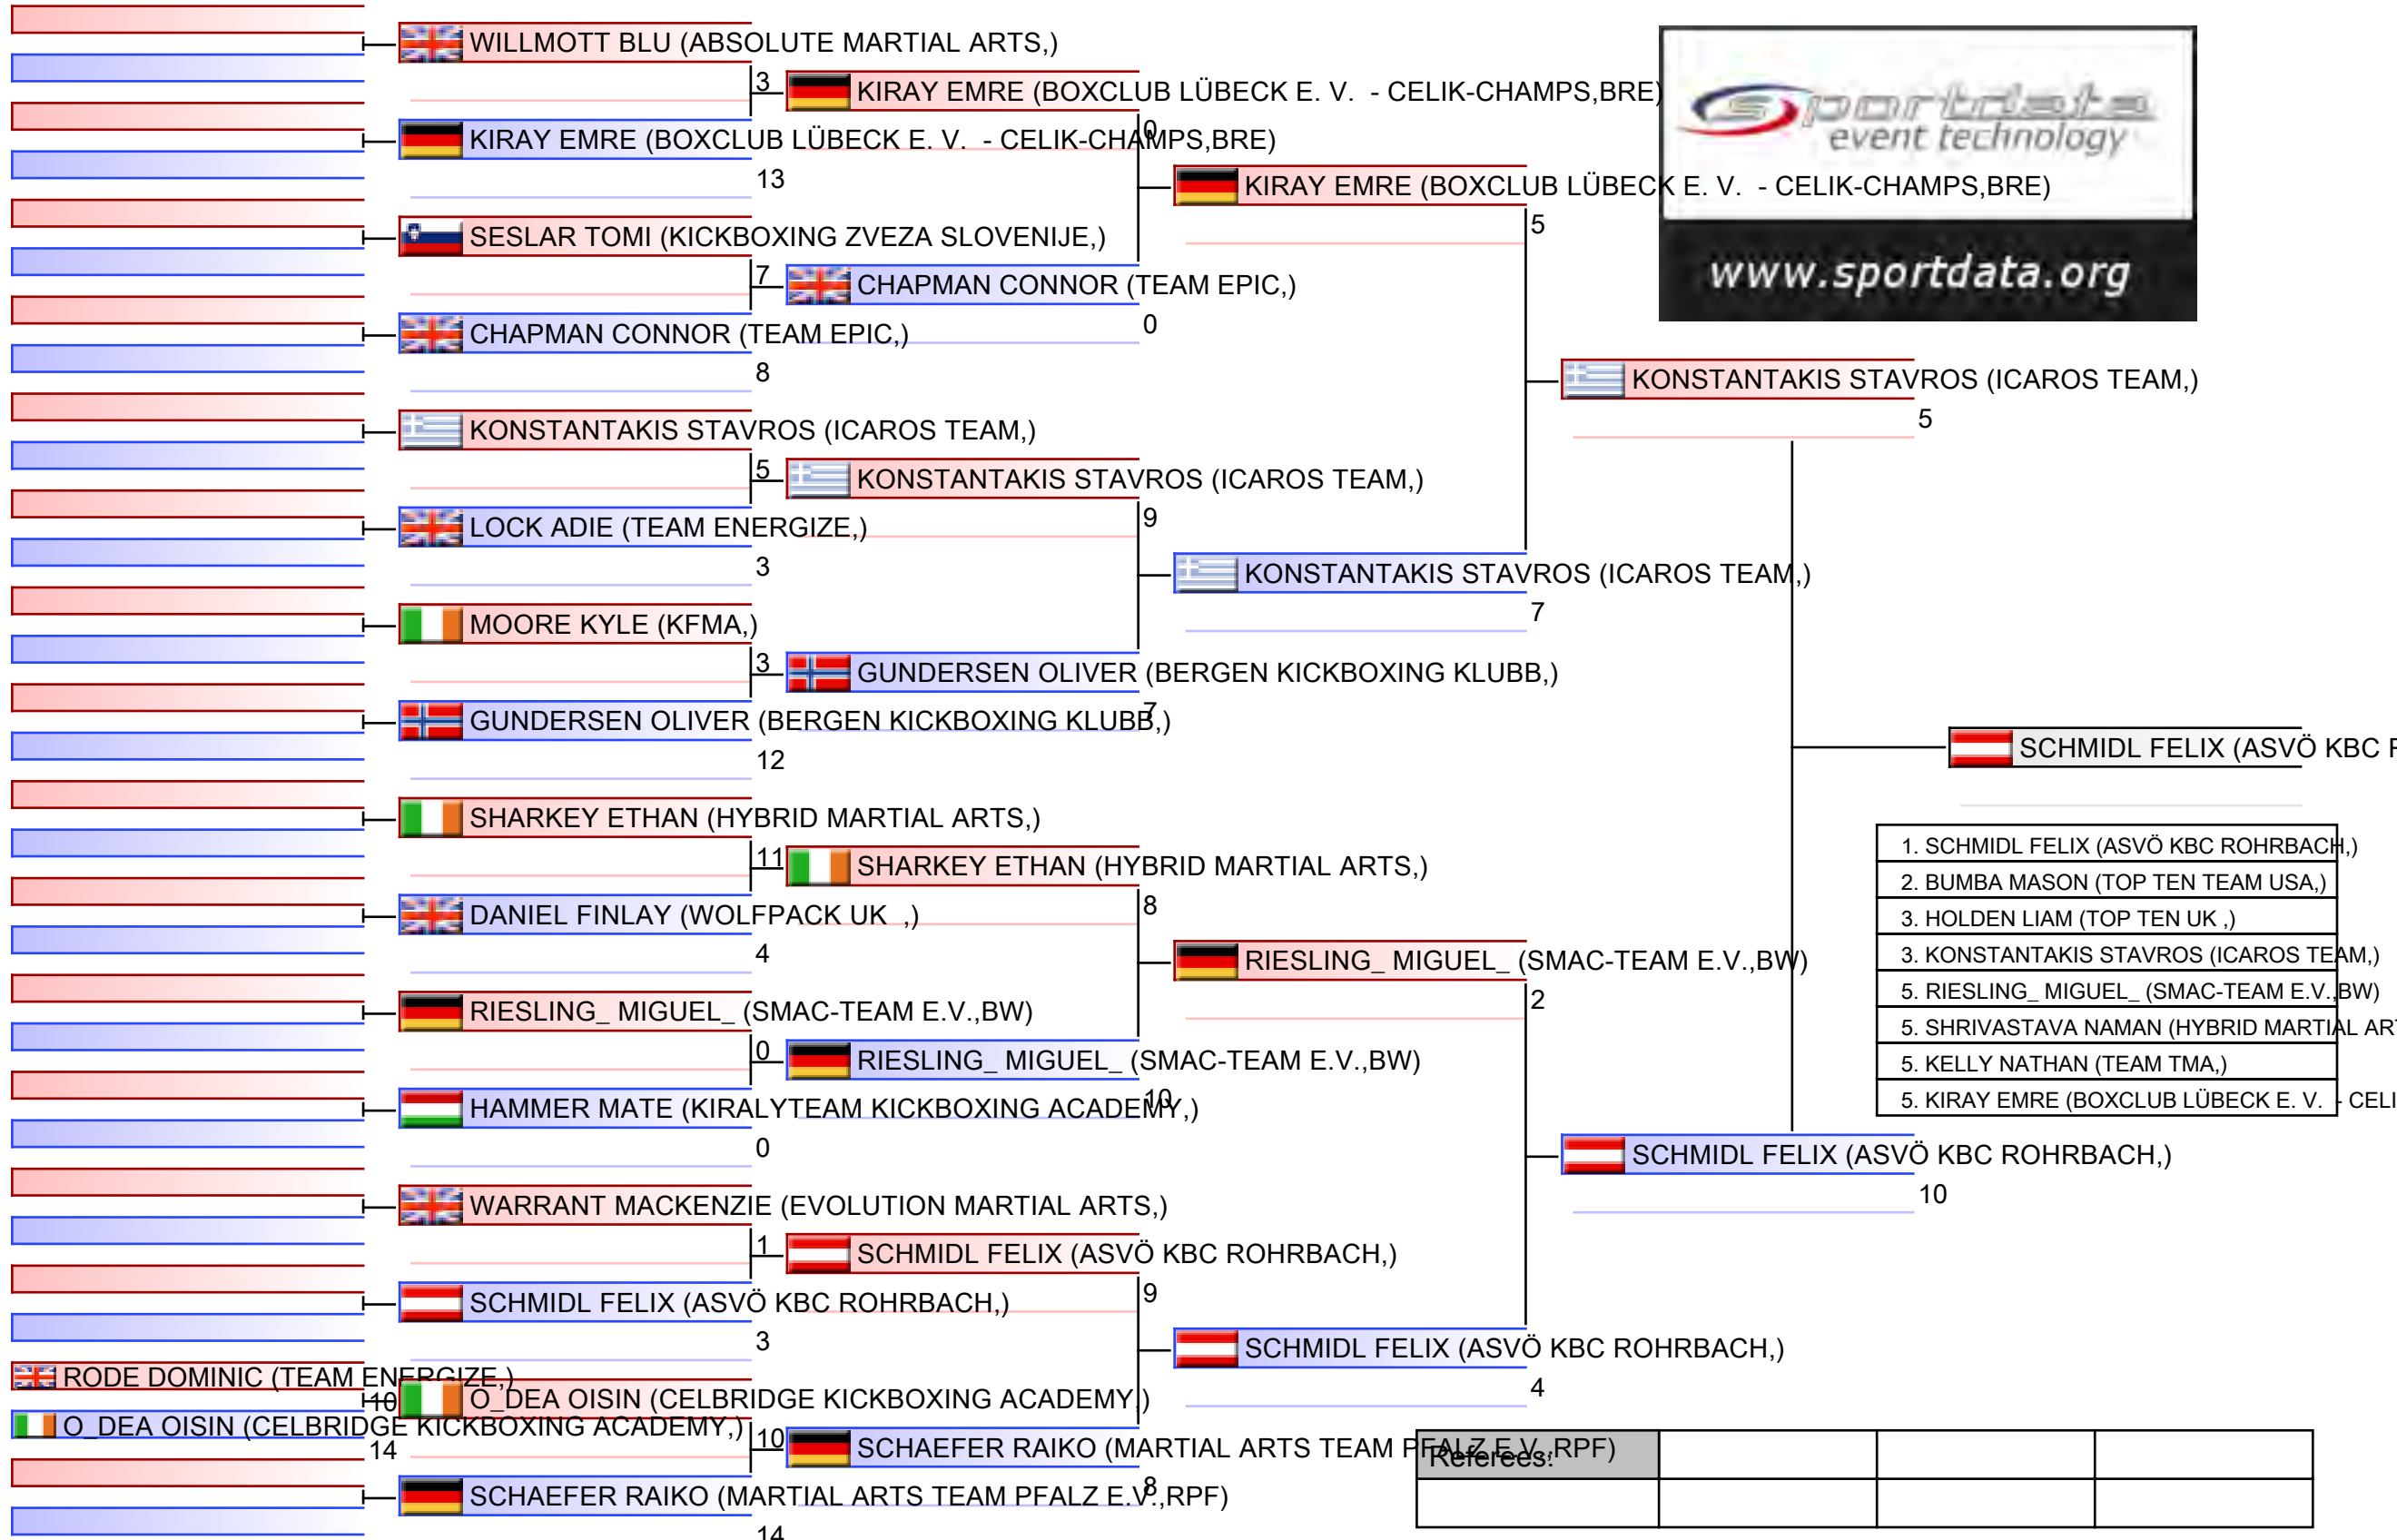 WILLMOTT BLU (ABSOLUTE MARTIAL ARTS,)
3
KIRAY EMRE (BOXCLUB LÜBECK E. V.  - CELIK-CHAMPS,BRE)
0
KIRAY EMRE (BOXCLUB LÜBECK E. V.  - CELIK-CHAMPS,BRE)
13
KIRAY EMRE (BOXCLUB LÜBECK E. V.  - CELIK-CHAMPS,BRE)
5
SESLAR TOMI (KICKBOXING ZVEZA SLOVENIJE,)
7
CHAPMAN CONNOR (TEAM EPIC,)
0
CHAPMAN CONNOR (TEAM EPIC,)
8
sportdata
event technology
www.sportdata.org
KONSTANTAKIS STAVROS (ICAROS TEAM,)
5
KONSTANTAKIS STAVROS (ICAROS TEAM,)
5
KONSTANTAKIS STAVROS (ICAROS TEAM,)
9
LOCK ADIE (TEAM ENERGIZE,)
3
KONSTANTAKIS STAVROS (ICAROS TEAM,)
7
MOORE KYLE (KFMA,)
3
GUNDERSEN OLIVER (BERGEN KICKBOXING KLUBB,)
7
GUNDERSEN OLIVER (BERGEN KICKBOXING KLUBB,)
12
SCHMIDL FELIX (ASVÖ KBC R
SHARKEY ETHAN (HYBRID MARTIAL ARTS,)
11
SHARKEY ETHAN (HYBRID MARTIAL ARTS,)
8
DANIEL FINLAY (WOLFPACK UK  ,)
4
RIESLING_ MIGUEL_ (SMAC-TEAM E.V.,BW)
2
RIESLING_ MIGUEL_ (SMAC-TEAM E.V.,BW)
0
RIESLING_ MIGUEL_ (SMAC-TEAM E.V.,BW)
10
HAMMER MATE (KIRALYTEAM KICKBOXING ACADEMY,)
0
1. SCHMIDL FELIX (ASVÖ KBC ROHRBACH,)
2. BUMBA MASON (TOP TEN TEAM USA,)
3. HOLDEN LIAM (TOP TEN UK ,)
3. KONSTANTAKIS STAVROS (ICAROS TEAM,)
5. RIESLING_ MIGUEL_ (SMAC-TEAM E.V.,BW)
5. SHRIVASTAVA NAMAN (HYBRID MARTIAL ART
5. KELLY NATHAN (TEAM TMA,)
5. KIRAY EMRE (BOXCLUB LÜBECK E. V.  - CELI
SCHMIDL FELIX (ASVÖ KBC ROHRBACH,)
10
WARRANT MACKENZIE (EVOLUTION MARTIAL ARTS,)
1
SCHMIDL FELIX (ASVÖ KBC ROHRBACH,)
9
SCHMIDL FELIX (ASVÖ KBC ROHRBACH,)
3
SCHMIDL FELIX (ASVÖ KBC ROHRBACH,)
4
RODE DOMINIC (TEAM ENERGIZE,)
10
O_DEA OISIN (CELBRIDGE KICKBOXING ACADEMY,)
10
O_DEA OISIN (CELBRIDGE KICKBOXING ACADEMY,)
14
SCHAEFER RAIKO (MARTIAL ARTS TEAM PFALZ E.V.,RPF)
8
Referees:
SCHAEFER RAIKO (MARTIAL ARTS TEAM PFALZ E.V.,RPF)
14